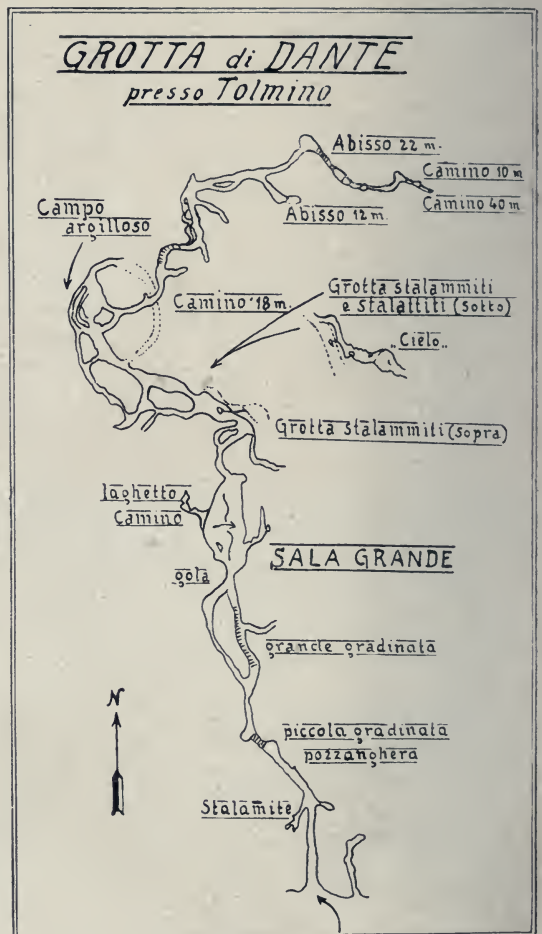 GROTTA di DANTE
presso Tolmino
Abisso 22 m.
Camino 10 m
Camino 40 m
Abisso 12 m.
Campo
argilloso
Camino 18 m.
Grotta stalammiti
e stalattiti (Sotto)
"Cielo"
Grotta stalammiti (Sopra)
laghetto
Camino
SALA GRANDE
gola
grande gradinata
N
piccola gradinata
pozzanghera
Stalamite